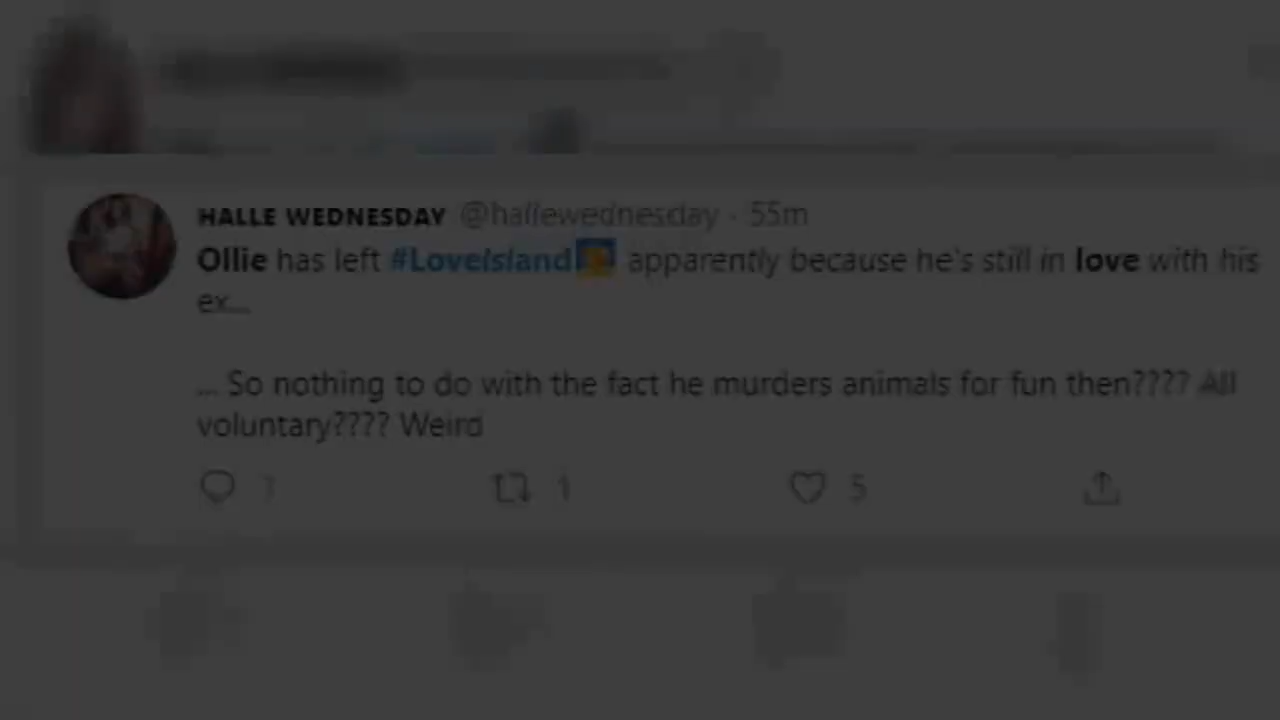 HALLE WEDNESDAY @hallewednesday · 55m
Ollie has left #LoveIsland apparently because he's still in love with his
ex...
... So nothing to do with the fact he murders animals for fun then???? All
voluntary???? Weird
1 1 5